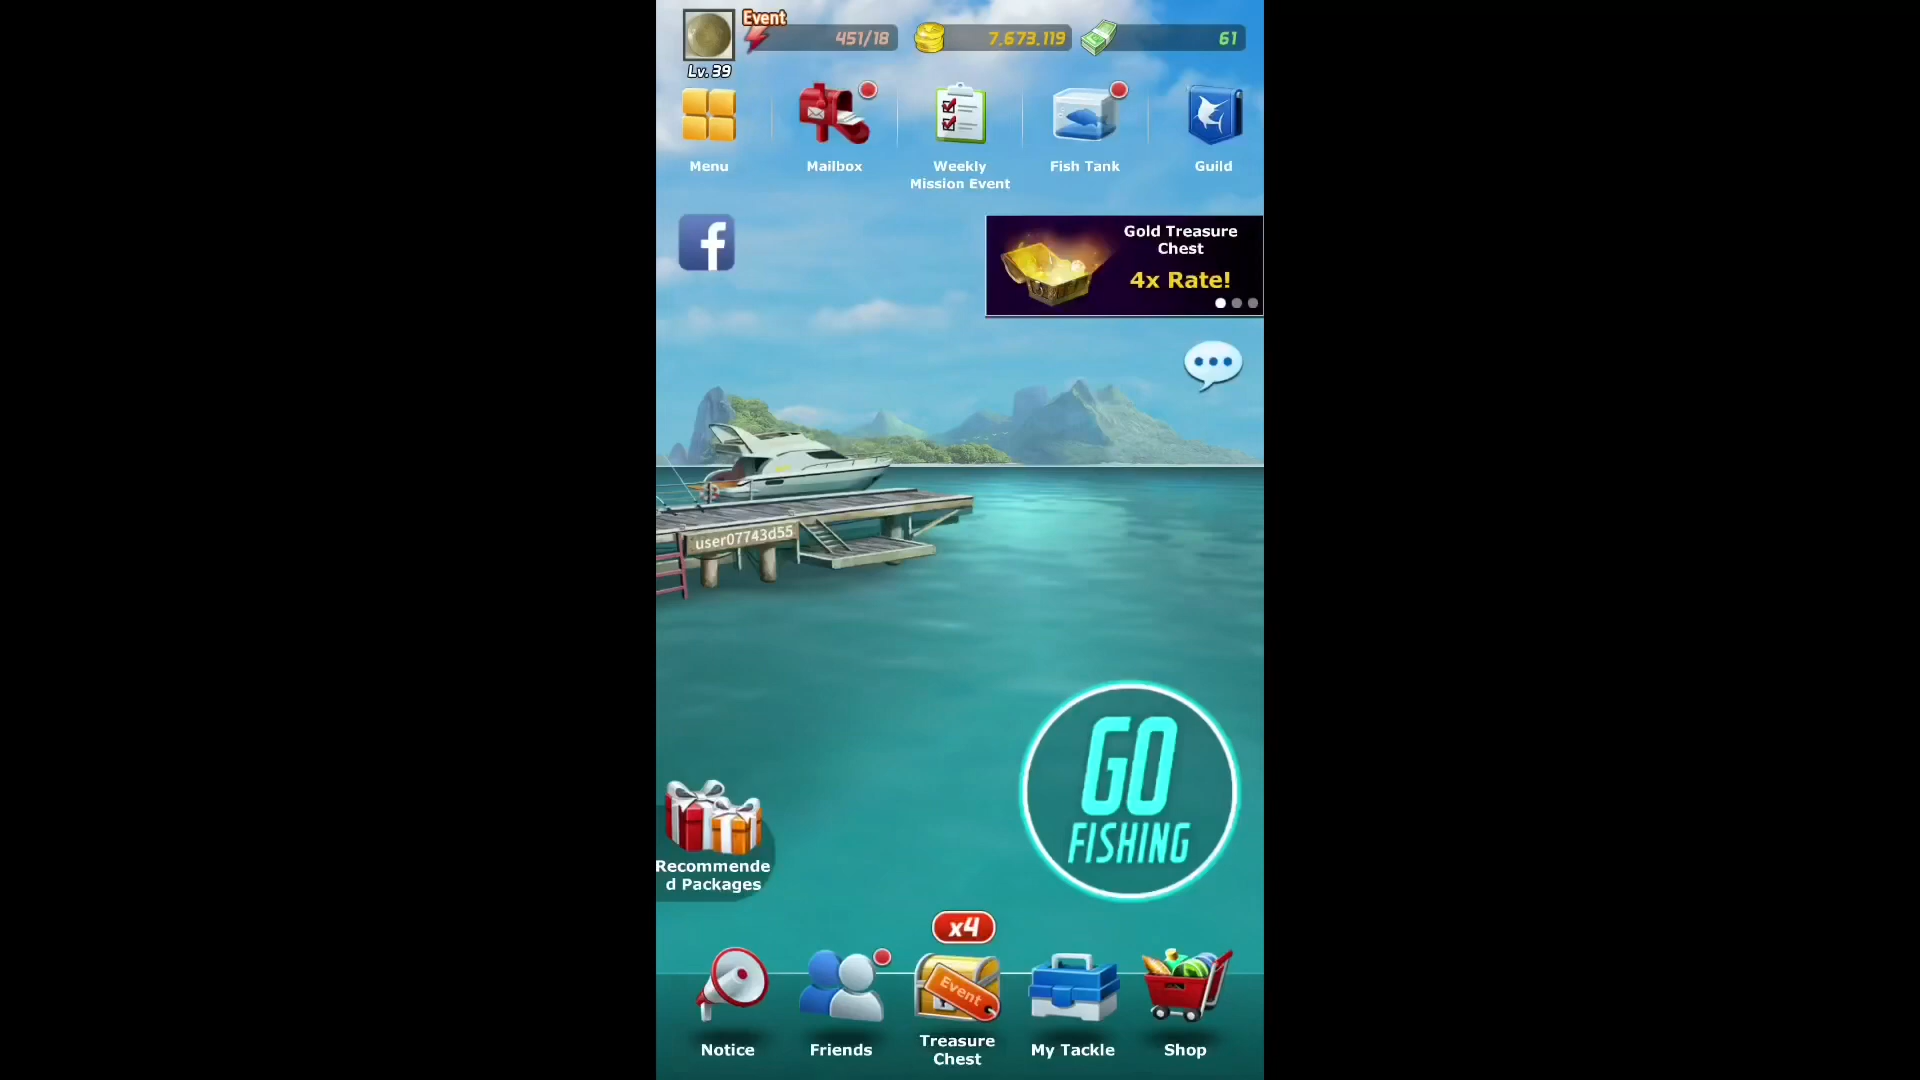 Event
451/18
7,673,119
61
Lv. 39
Menu
Mailbox
Weekly
Mission Event
Fish Tank
Guild
f
Gold Treasure
Chest
4x Rate!
user07743d55
GO
FISHING
Recommende
d Packages
x4
Event
Notice
Friends
Treasure
Chest
My Tackle
Shop